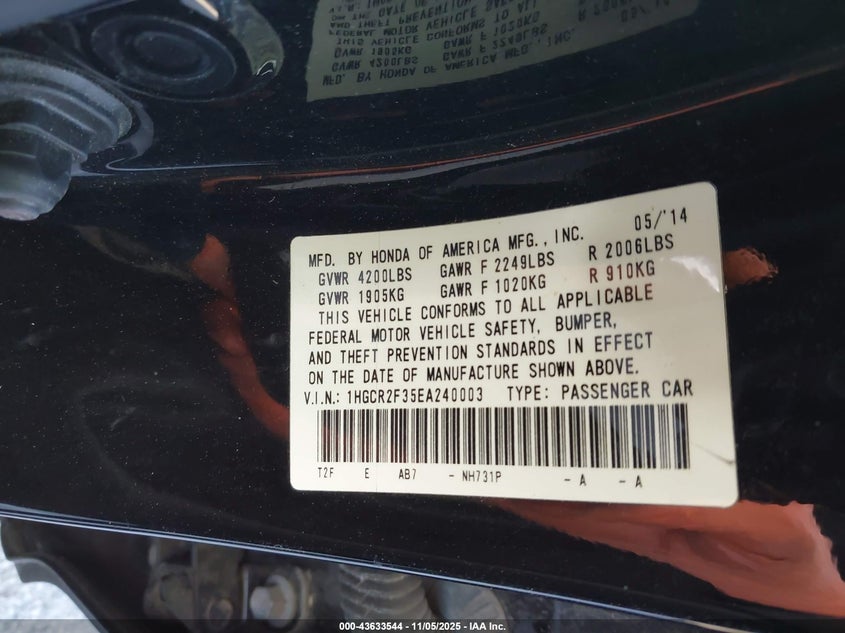 MFD. BY HONDA OF AMERICA MFG., INC. 05/'14
GVWR 4200LBS GAWR F 2249LBS R 2006LBS
GVWR 1905KG GAWR F 1020KG R 910KG
THIS VEHICLE CONFORMS TO ALL APPLICABLE
FEDERAL MOTOR VEHICLE SAFETY, BUMPER,
AND THEFT PREVENTION STANDARDS IN EFFECT
ON THE DATE OF MANUFACTURE SHOWN ABOVE.
V.I.N.: 1HGCR2F35EA240003 TYPE: PASSENGER CAR
T2F E AB7 - NH731P - A - A
000-43633544 - 11/05/2025 - IAA Inc.